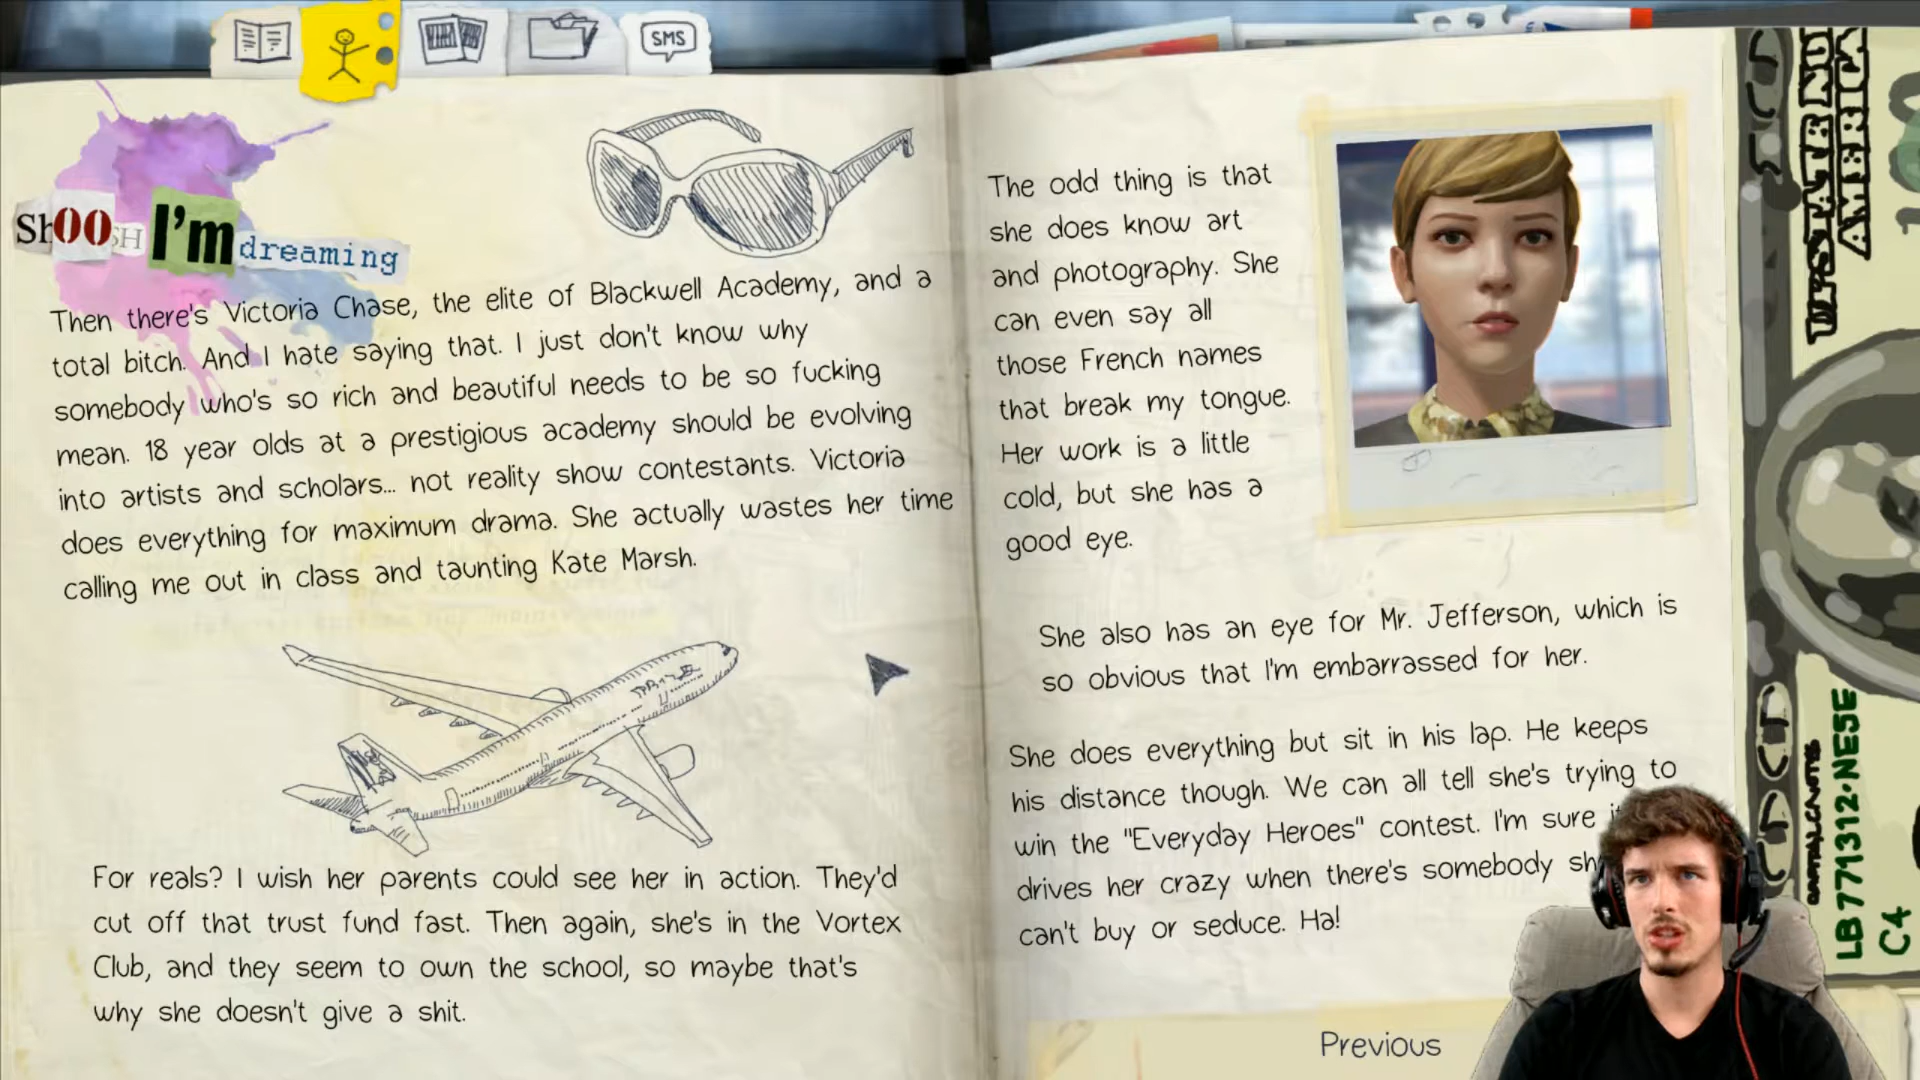 SMS
ShOOSH I'm dreaming
Then there's Victoria Chase, the elite of Blackwell Academy, and a
total bitch. And I hate saying that. I just don't know why
somebody who's so rich and beautiful needs to be so fucking
mean. 18 year olds at a prestigious academy should be evolving
into artists and scholars... not reality show contestants. Victoria
does everything for maximum drama. She actually wastes her time
calling me out in class and taunting Kate Marsh.
For reals? I wish her parents could see her in action. They'd
cut off that trust fund fast. Then again, she's in the Vortex
Club, and they seem to own the school, so maybe that's
why she doesn't give a shit.
The odd thing is that
she does know art
and photography. She
can even say all
those French names
that break my tongue.
Her work is a little
cold, but she has a
good eye.
She also has an eye for Mr. Jefferson, which is
so obvious that I'm embarrassed for her.
She does everything but sit in his lap. He keeps
his distance though. We can all tell she's trying to
win the "Everyday Heroes" contest. I'm sure
drives her crazy when there's somebody
can't buy or seduce. Ha!
Previous
AMERICA
LB771312-NE5E
C4